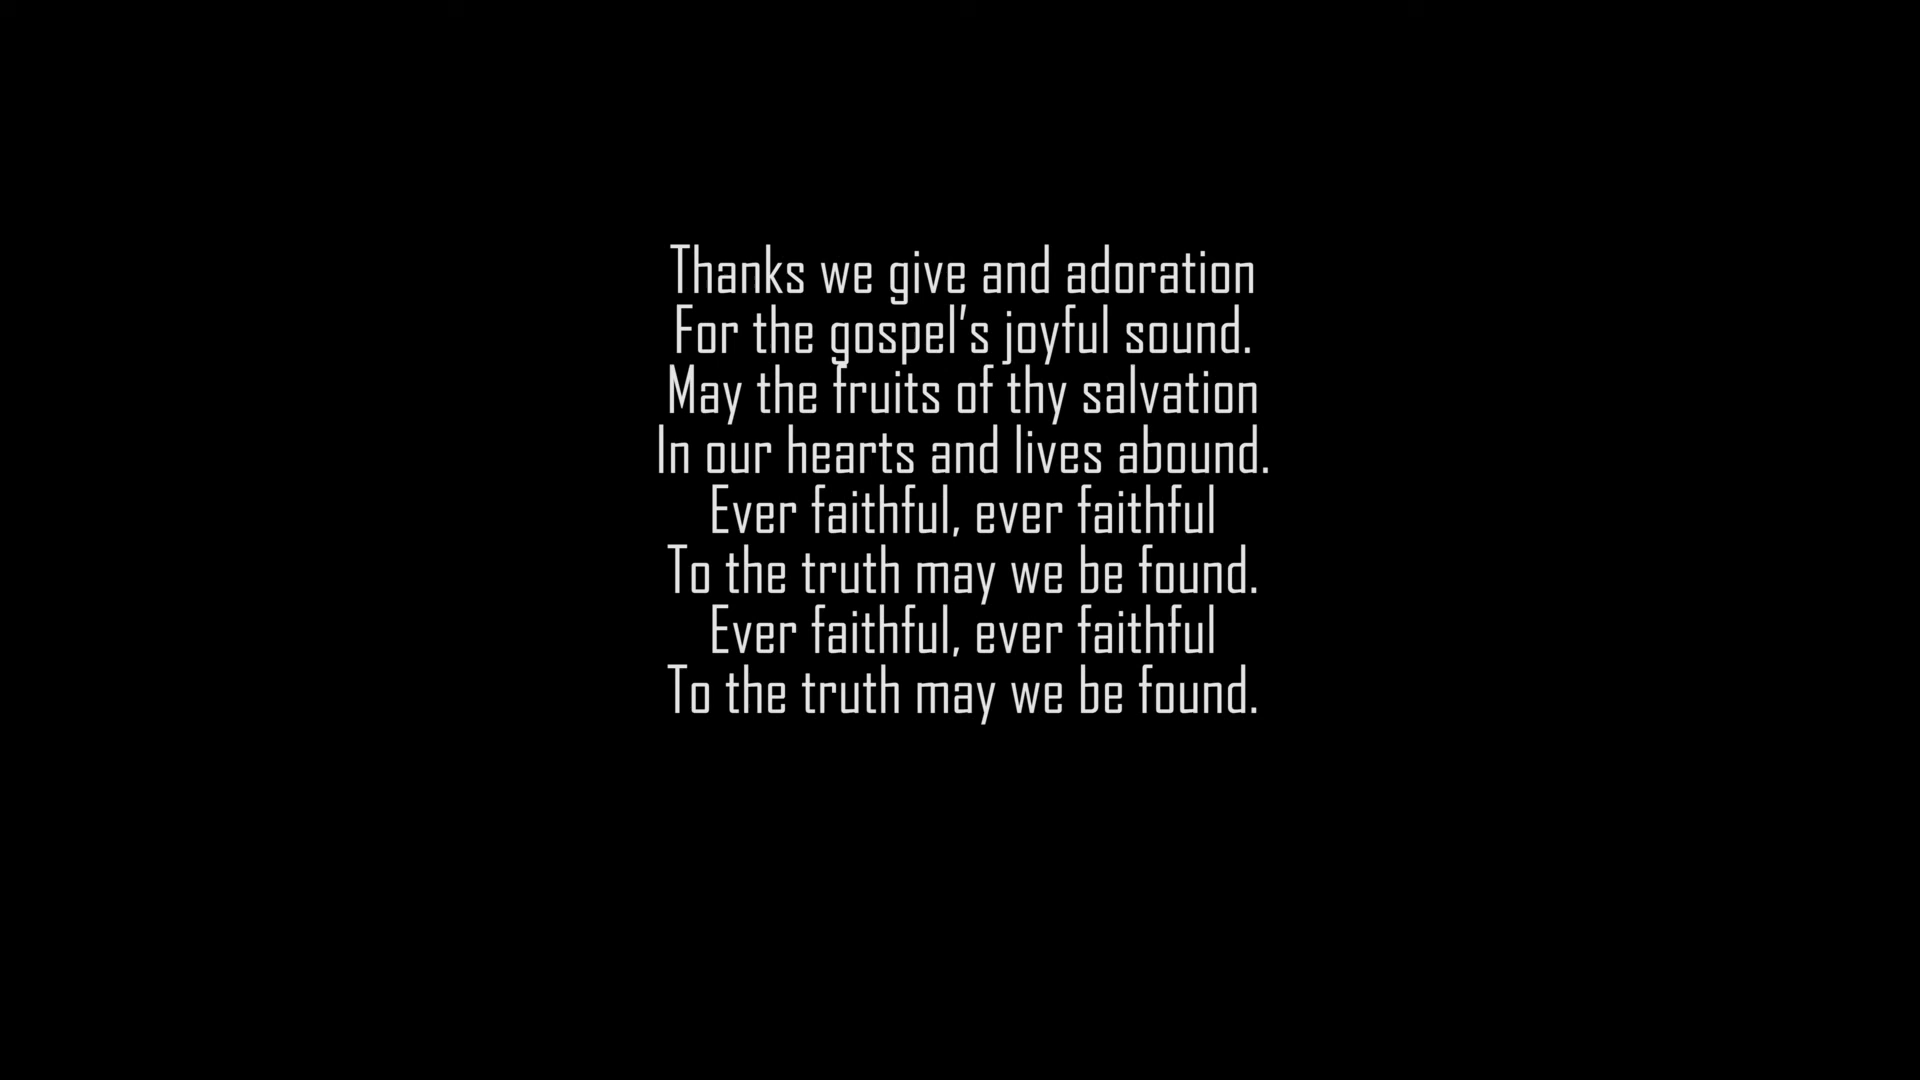 Thanks we give and adoration
For the gospel’s joyful sound.
May the fruits of thy salvation
In our hearts and lives abound.
Ever faithful, ever faithful
To the truth may we be found.
Ever faithful, ever faithful
To the truth may we be found.